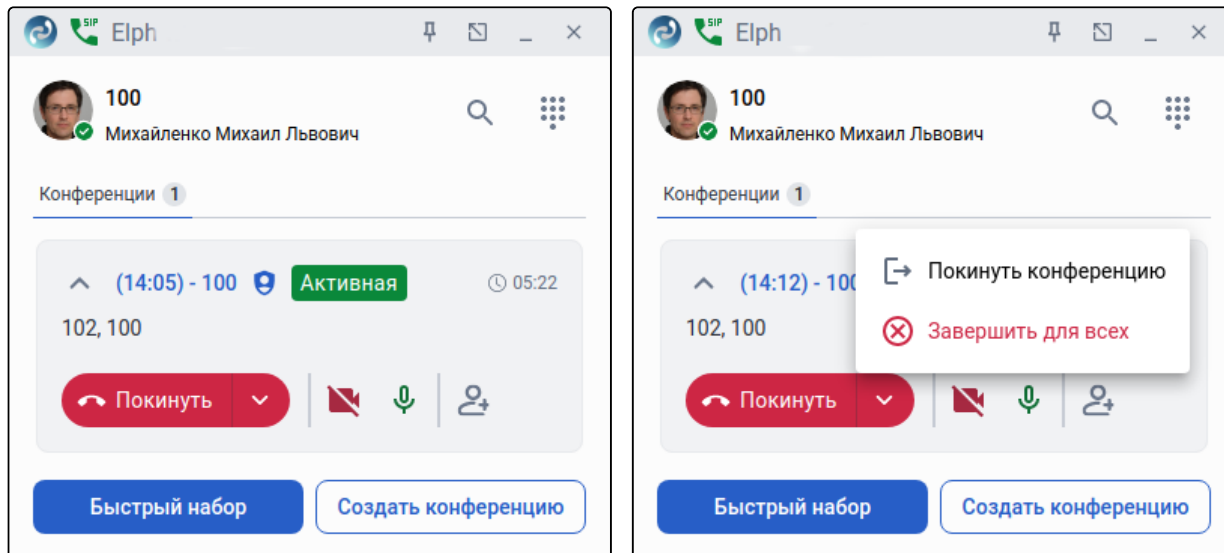 SIP Elph
100
Михайленко Михаил Львович
Конференции 1
(14:05) - 100 Активная 05:22
102, 100
Покинуть
Быстрый набор Создать конференцию
SIP Elph
100
Михайленко Михаил Львович
Конференции 1
(14:12) - 100
Покинуть конференцию
102, 100
Завершить для всех
Покинуть
Быстрый набор Создать конференцию